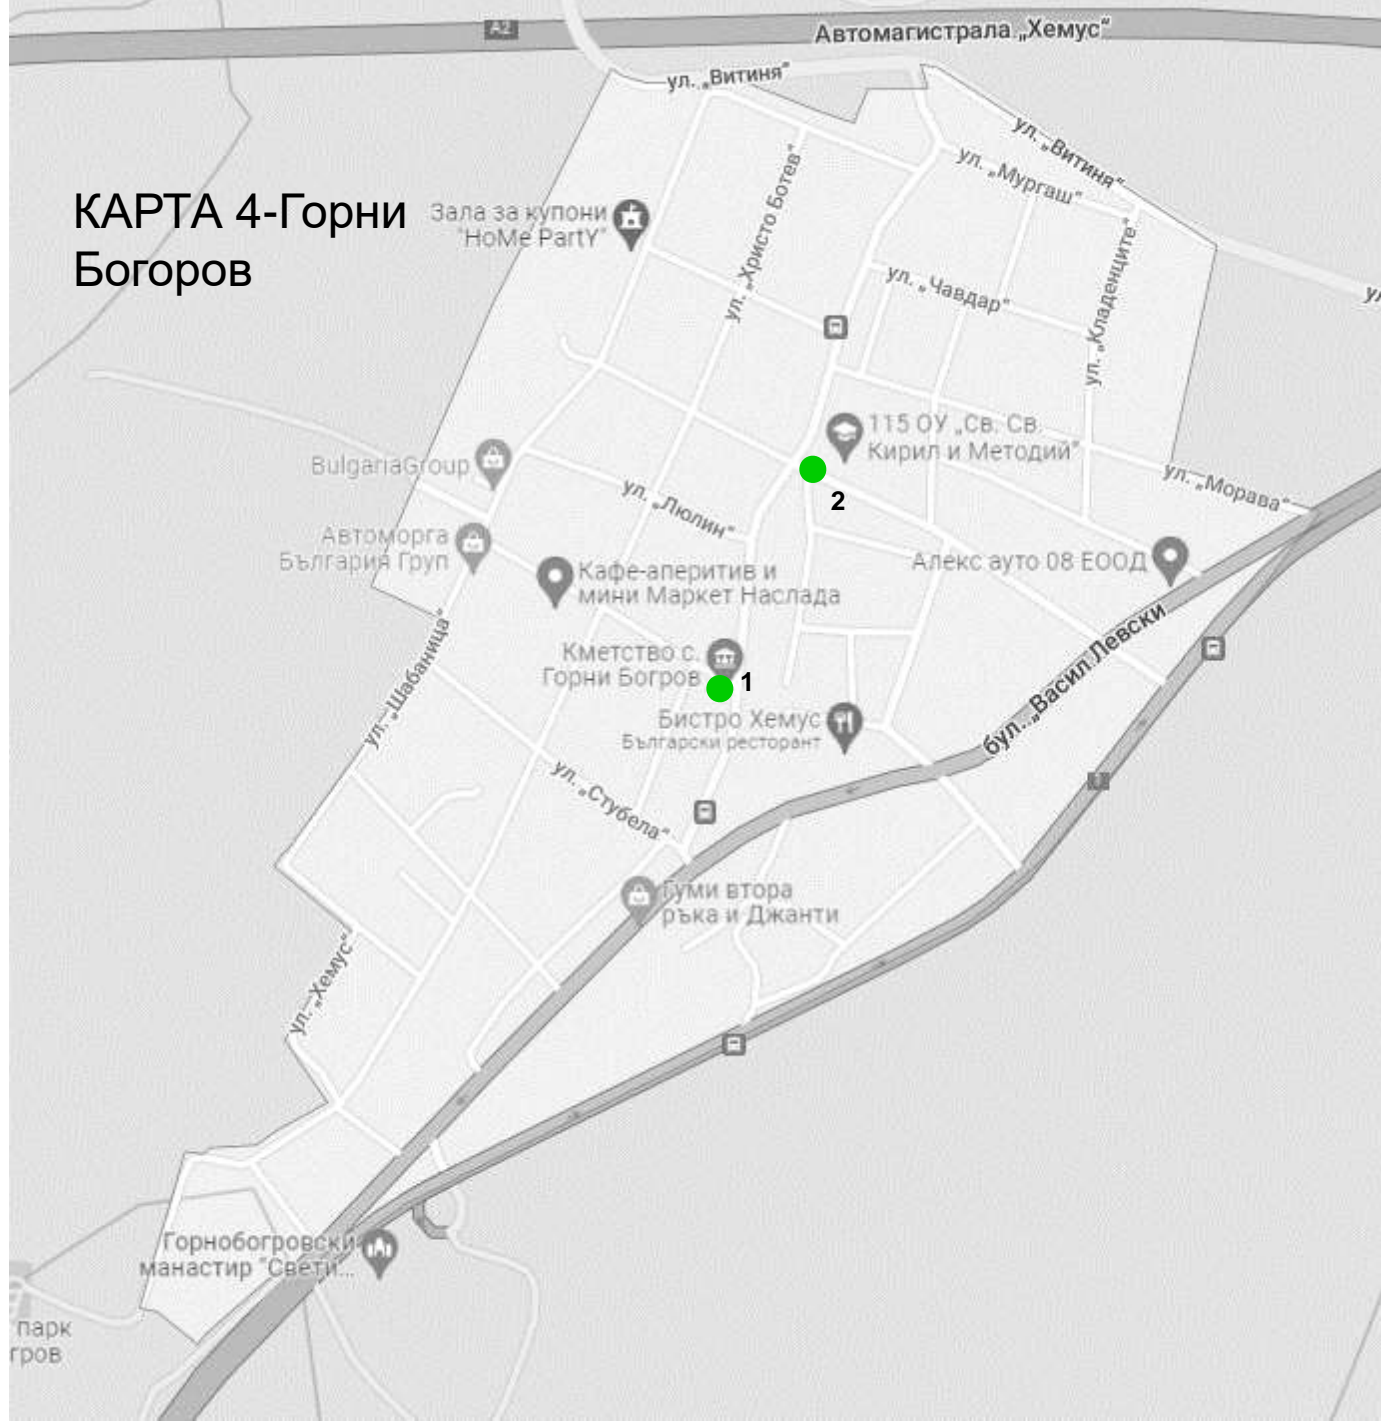 A2
Автомагистрала „Хемус“
ул. „Витиня“
ул. „Витиня“
ул. „Мургаш“
КАРТА 4-Горни
Богоров
Зала за купони
"HoMe PartY"
ул. „Христо Ботев“
ул. „Чавдар“
ул. „Кладенците“
ул
115 ОУ „Св. Св.
Кирил и Методий"
BulgariaGroup
ул. „Люлин“
2
ул. „Морава“
Автоморга
България Груп
Кафе-аперитив и
мини Маркет Наслада
Алекс ауто 08 ЕООД
ул. „Шабаница“
Кметство с.
Горни Богров
1
бул. „Васил Левски
Бистро Хемус
Български ресторант
ул. „Стубела“
Гуми втора
ръка и Джанти
ул. „Хемус“
Горнобогровски
манастир "Свети...
парк
гров